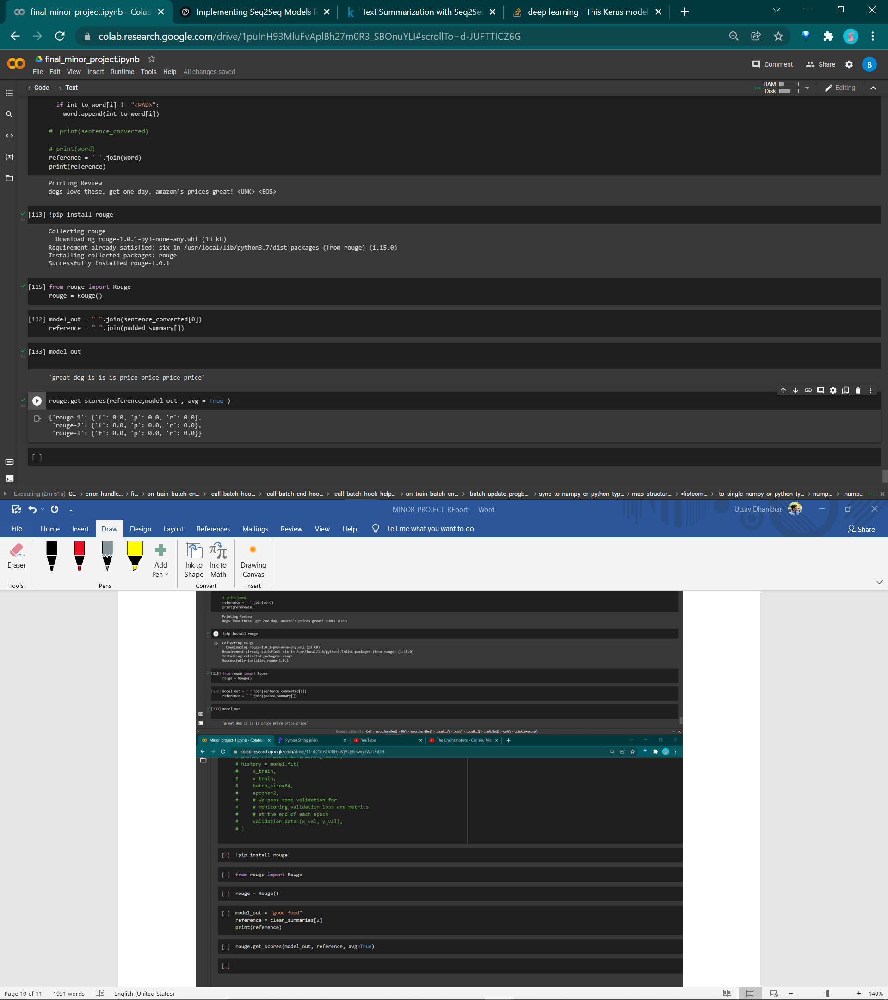 final_minor_project.ipynb - Colab
Implementing Seq2Seq Models f
Text Summarization with Seq2Se
deep learning - This Keras model
colab.research.google.com/drive/1puInH93MluFvAplBh27m0R3_SBOnuYLI#scrollTo=d-JUFTTICZ6G
final_minor_project.ipynb
File Edit View Insert Runtime Tools Help All changes saved
Comment Share B
+ Code + Text
RAM
Disk
Editing
if int_to_word[i] != "<PAD>":
word.append(int_to_word[i])
# print(sentence_converted)
# print(word)
reference = ' '.join(word)
print(reference)
Printing Review
dogs love these. get one day. amazon's prices great! <UNK> <EOS>
[113] !pip install rouge
4s
Collecting rouge
Downloading rouge-1.0.1-py3-none-any.whl (13 kB)
Requirement already satisfied: six in /usr/local/lib/python3.7/dist-packages (from rouge) (1.15.0)
Installing collected packages: rouge
Successfully installed rouge-1.0.1
[115] from rouge import Rouge
rouge = Rouge()
[132] model_out = " ".join(sentence_converted[0])
reference = " ".join(padded_summary[])
[133] model_out
0s
'great dog is is is price price price price'
rouge.get_scores(reference,model_out , avg = True )
0s
{'rouge-1': {'f': 0.0, 'p': 0.0, 'r': 0.0},
'rouge-2': {'f': 0.0, 'p': 0.0, 'r': 0.0},
'rouge-l': {'f': 0.0, 'p': 0.0, 'r': 0.0}}
[ ]
Executing (2m 51s) C... > error_handle... > fi... > on_train_batch_en... > _call_batch_hoo... > _call_batch_end_hoo... > _call_batch_hook_help... > on_train_batch_en... > _batch_update_progb... > sync_to_numpy_or_python_typ... > map_structur... > <listcom... > _to_single_numpy_or_python_ty... > nump... > _nump...
MINOR_PROJECT_REport - Word
Utsav Dhankhar
File Home Insert Draw Design Layout References Mailings Review View Help Tell me what you want to do
Share
Eraser
Add
Pen
Ink to
Shape
Ink to
Math
Drawing
Canvas
Tools Pens Convert Insert
# print(word)
reference = ' '.join(word)
print(reference)
Printing Review
dogs love these. get one day. amazon's prices great! <UNK> <EOS>
!pip install rouge
Collecting rouge
Downloading rouge-1.0.1-py3-none-any.whl (13 kB)
Requirement already satisfied: six in /usr/local/lib/python3.7/dist-packages (from rouge) (1.15.0)
Installing collected packages: rouge
Successfully installed rouge-1.0.1
[115] from rouge import Rouge
rouge = Rouge()
[132] model_out = " ".join(sentence_converted[0])
reference = " ".join(padded_summary[])
[133] model_out
'great dog is is is price price price price'
Executing (2m 38s) Cell > error_handler() > fit() > error_handler() > __call__() > _call() > __call__() > _call_flat() > call() > quick_execute()
Minor_project-1.ipynb - Colabor
Python String join()
YouTube
The Chainsmokers - Call You Min
colab.research.google.com/drive/11-rQ1rbsLV4IHjuVjAQ9kSwglrWzD6DH
# history = model.fit(
# x_train,
# y_train,
# batch_size=64,
# epochs=2,
# # We pass some validation for
# # monitoring validation loss and metrics
# # at the end of each epoch
# validation_data=(x_val, y_val),
# )
[ ] !pip install rouge
[ ] from rouge import Rouge
[ ] rouge = Rouge()
[ ] model_out = "good food"
reference = clean_summaries[2]
print(reference)
[ ] rouge.get_scores(model_out, reference, avg=True)
[ ]
Page 10 of 11 1931 words English (United States)
140%